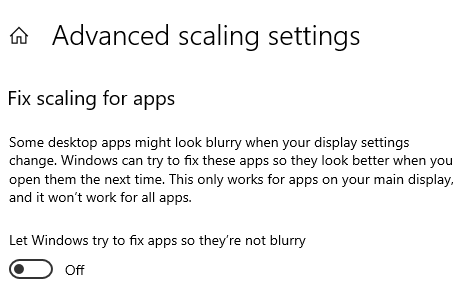 Advanced scaling settings
Fix scaling for apps
Some desktop apps might look blurry when your display settings
change. Windows can try to fix these apps so they look better when you
open them the next time. This only works for apps on your main display,
and it won't work for all apps.
Let Windows try to fix apps so they're not blurry
Off